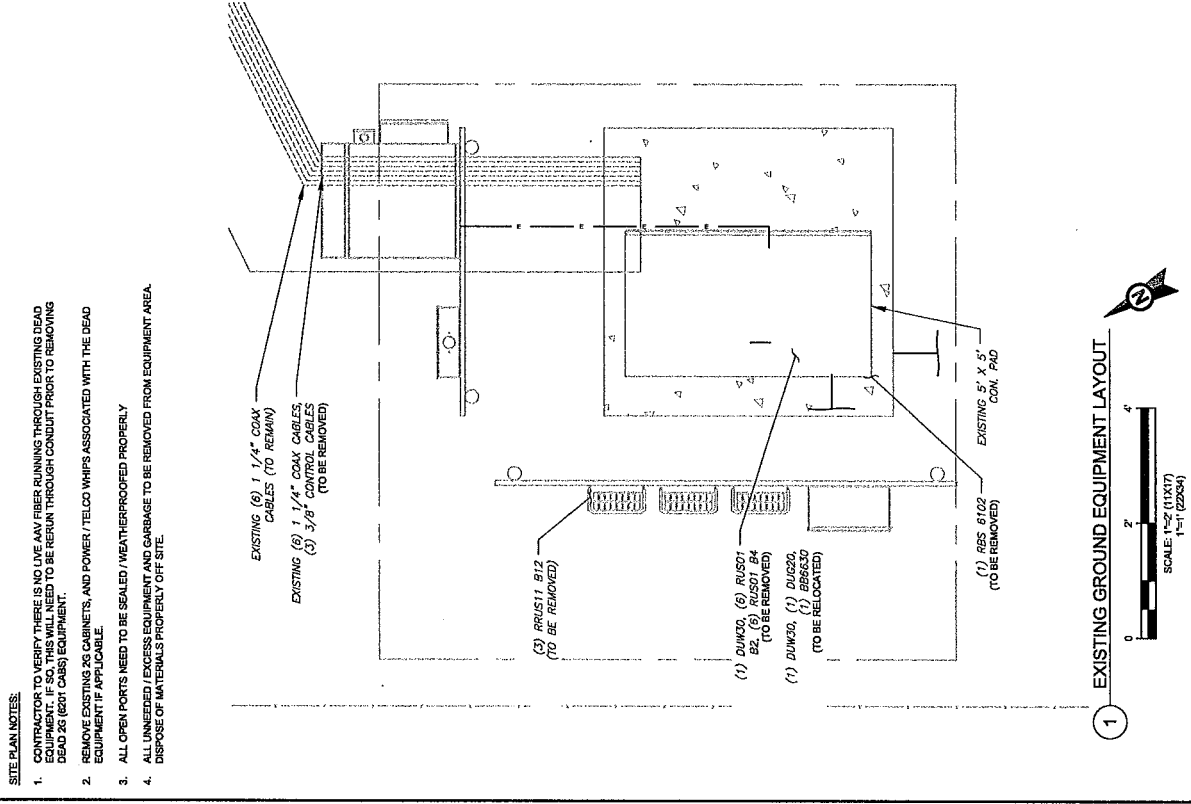 SITE PLAN NOTES:
1. CONTRACTOR TO VERIFY THERE IS NO LIVE AAV FIBER RUNNING THROUGH EXISTING DEAD
EQUIPMENT. IF SO, THIS WILL NEED TO BE RERUN THROUGH CONDUIT PRIOR TO REMOVING
DEAD 2G (6201 CABS) EQUIPMENT.
2. REMOVE EXISTING 2G CABINETS, AND POWER / TELCO WHIPS ASSOCIATED WITH THE DEAD
EQUIPMENT IF APPLICABLE.
3. ALL OPEN PORTS NEED TO BE SEALED / WEATHERPROOFED PROPERLY
4. ALL UNNEEDED / EXCESS EQUIPMENT AND GARBAGE TO BE REMOVED FROM EQUIPMENT AREA.
DISPOSE OF MATERIALS PROPERLY OFF SITE.
EXISTING (6) 1 1/4" COAX
CABLES (TO REMAIN)
EXISTING (6) 1 1/4" COAX CABLES,
(3) 3/8" CONTROL CABLES
(TO BE REMOVED)
E E E E
(3) RRUS11 B12
(TO BE REMOVED)
(1) DUW30, (6) RUS01
B2, (6) RUS01 B4
(TO BE REMOVED)
(1) DUW30, (1) DUG20,
(1) BB6630
(TO BE RELOCATED)
(1) RBS 6102
(TO BE REMOVED)
EXISTING 5' X 5'
CON. PAD
N
1
EXISTING GROUND EQUIPMENT LAYOUT
0 2' 4'
SCALE: 1"=2' (11X17)
1"=1' (22X34)